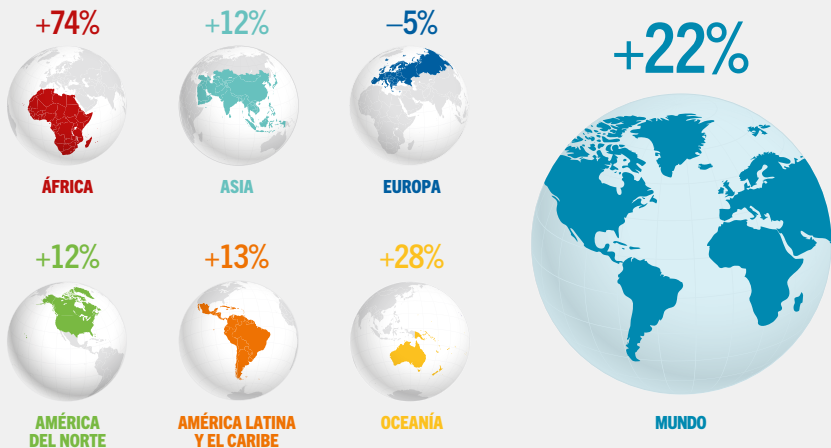 +74%
ÁFRICA
+12%
ASIA
–5%
EUROPA
+22%
MUNDO
+12%
AMÉRICA
DEL NORTE
+13%
AMÉRICA LATINA
Y EL CARIBE
+28%
OCEANÍA